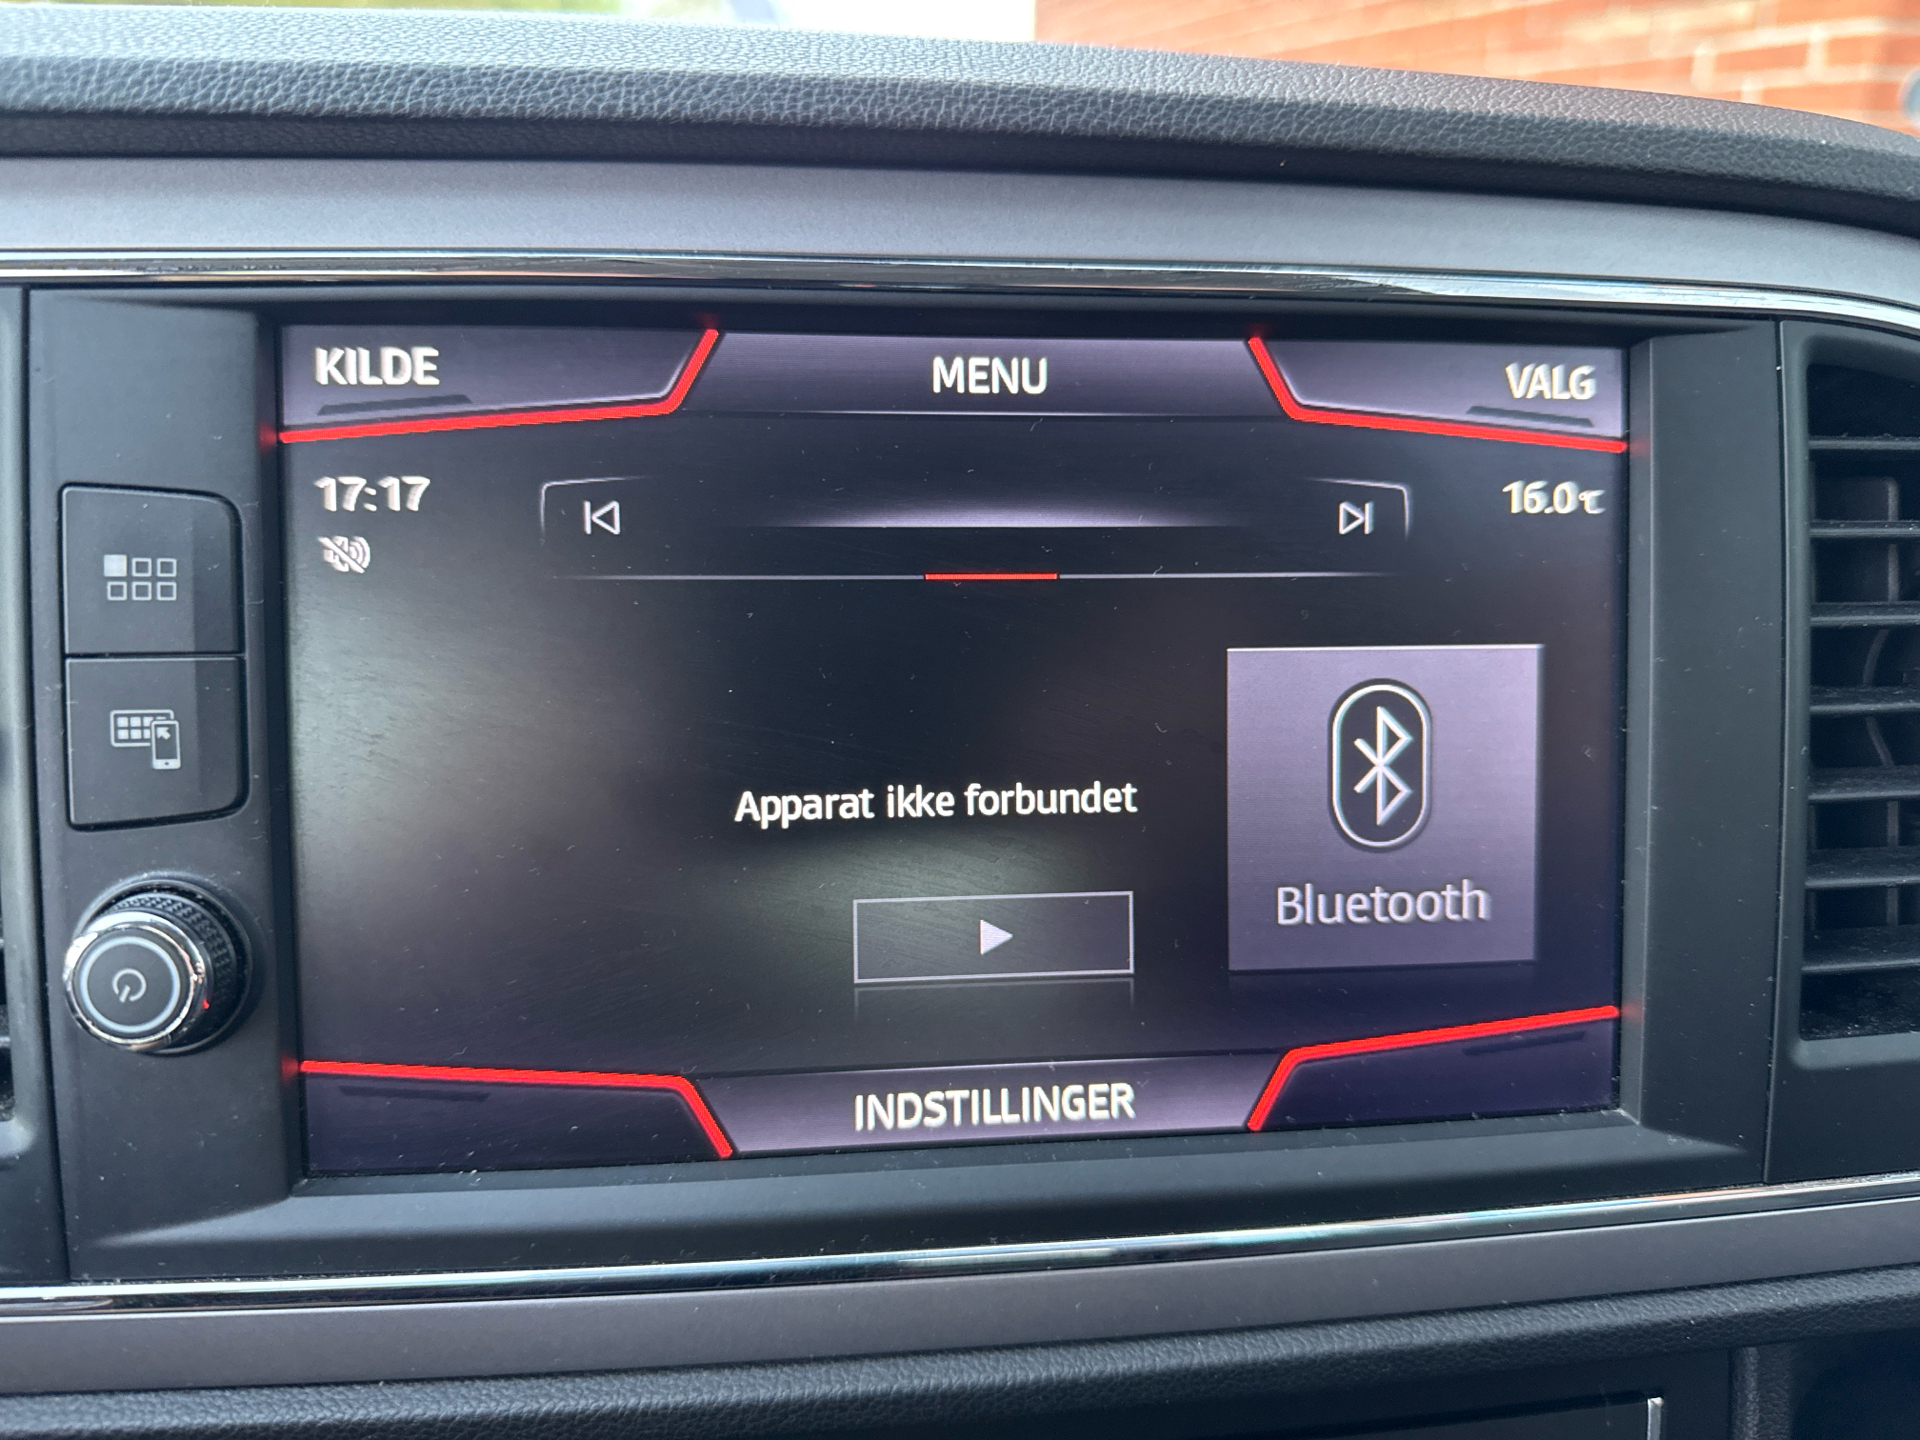 KILDE
MENU
VALG
17:17
16.0°C
Apparat ikke forbundet
Bluetooth
INDSTILLINGER